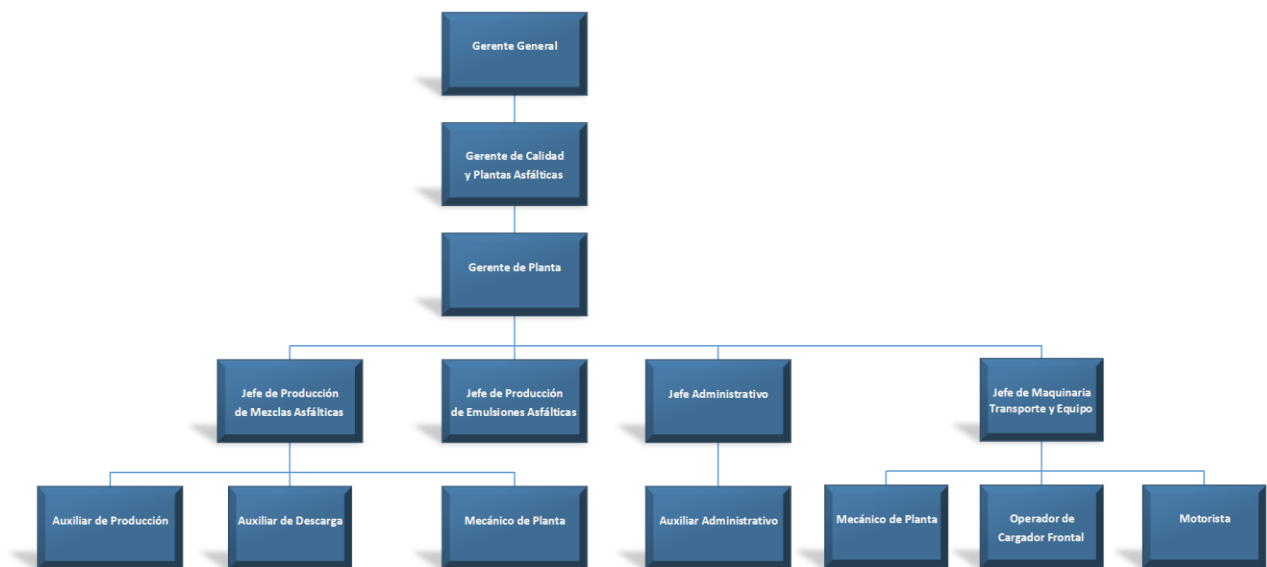 Gerente General
Gerente de Calidad
y Plantas Asfálticas
Gerente de Planta
Jefe de Producción
de Mezclas Asfálticas
Jefe de Producción
de Emulsiones Asfálticas
Jefe Administrativo
Jefe de Maquinaria
Transporte y Equipo
Auxiliar de Producción
Auxiliar de Descarga
Mecánico de Planta
Auxiliar Administrativo
Mecánico de Planta
Operador de
Cargador Frontal
Motorista